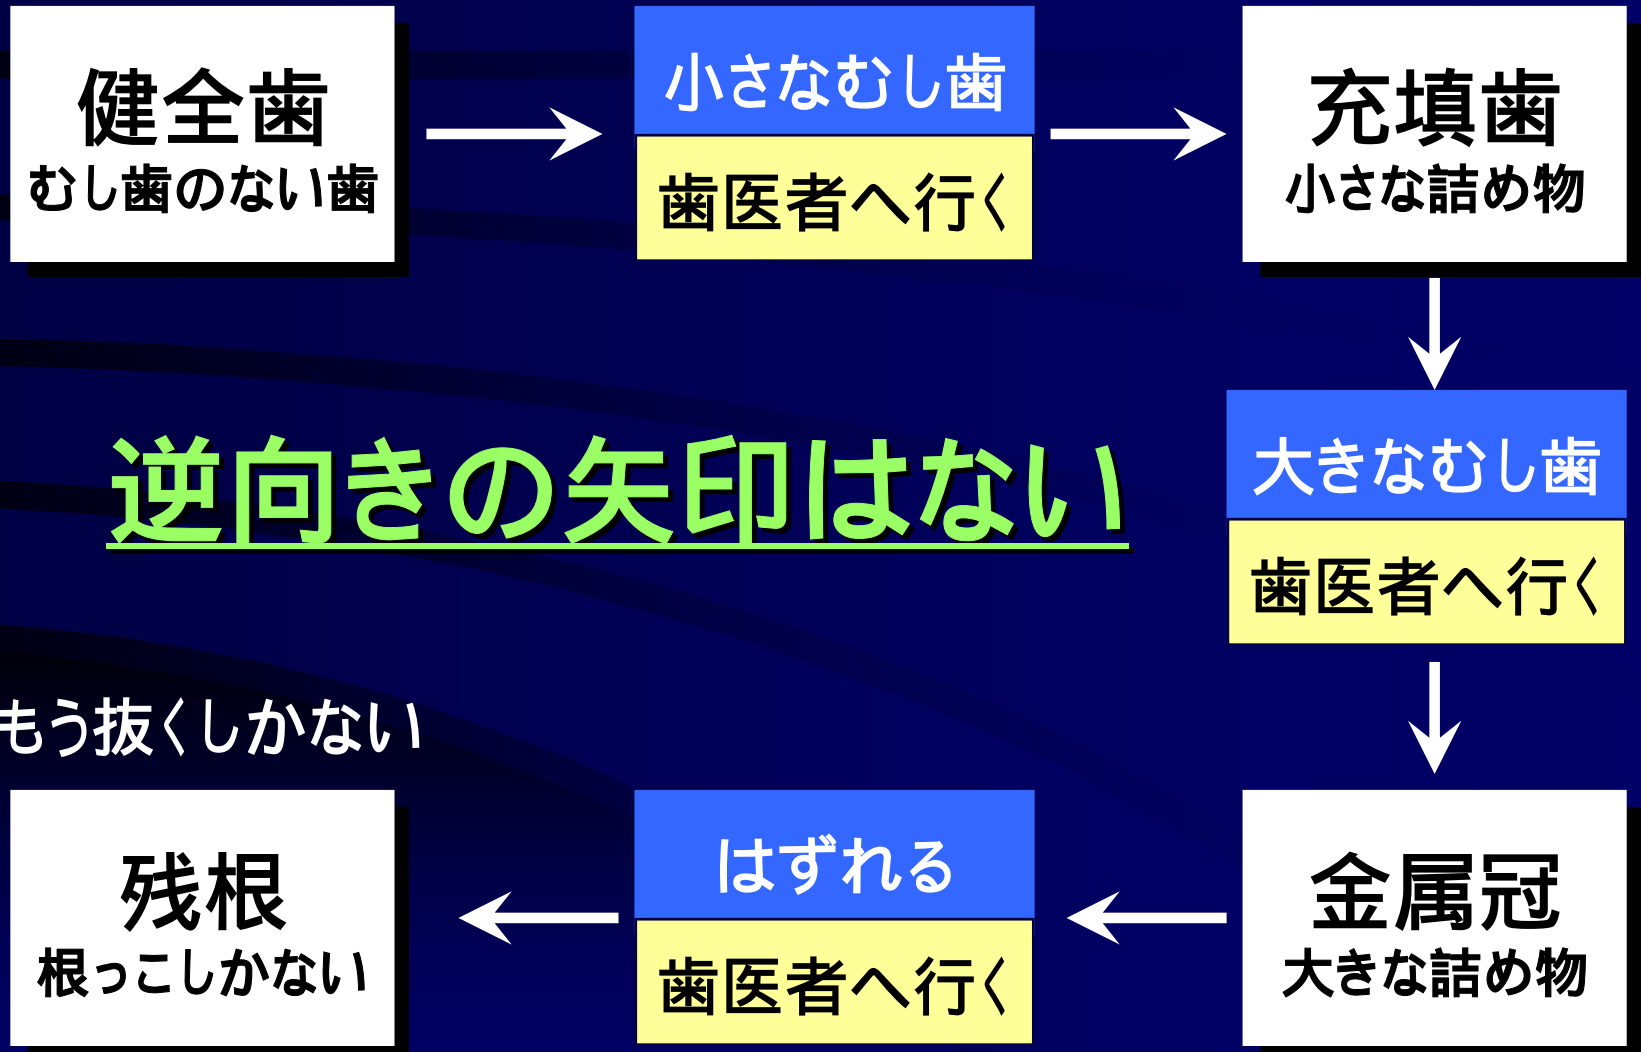 健全歯
むし歯のない歯
小さなむし歯
歯医者へ行く
充填歯
小さな詰め物
大きなむし歯
歯医者へ行く
逆向きの矢印はない
金属冠
大きな詰め物
はずれる
歯医者へ行く
もう抜くしかない
残根
根っこしかない